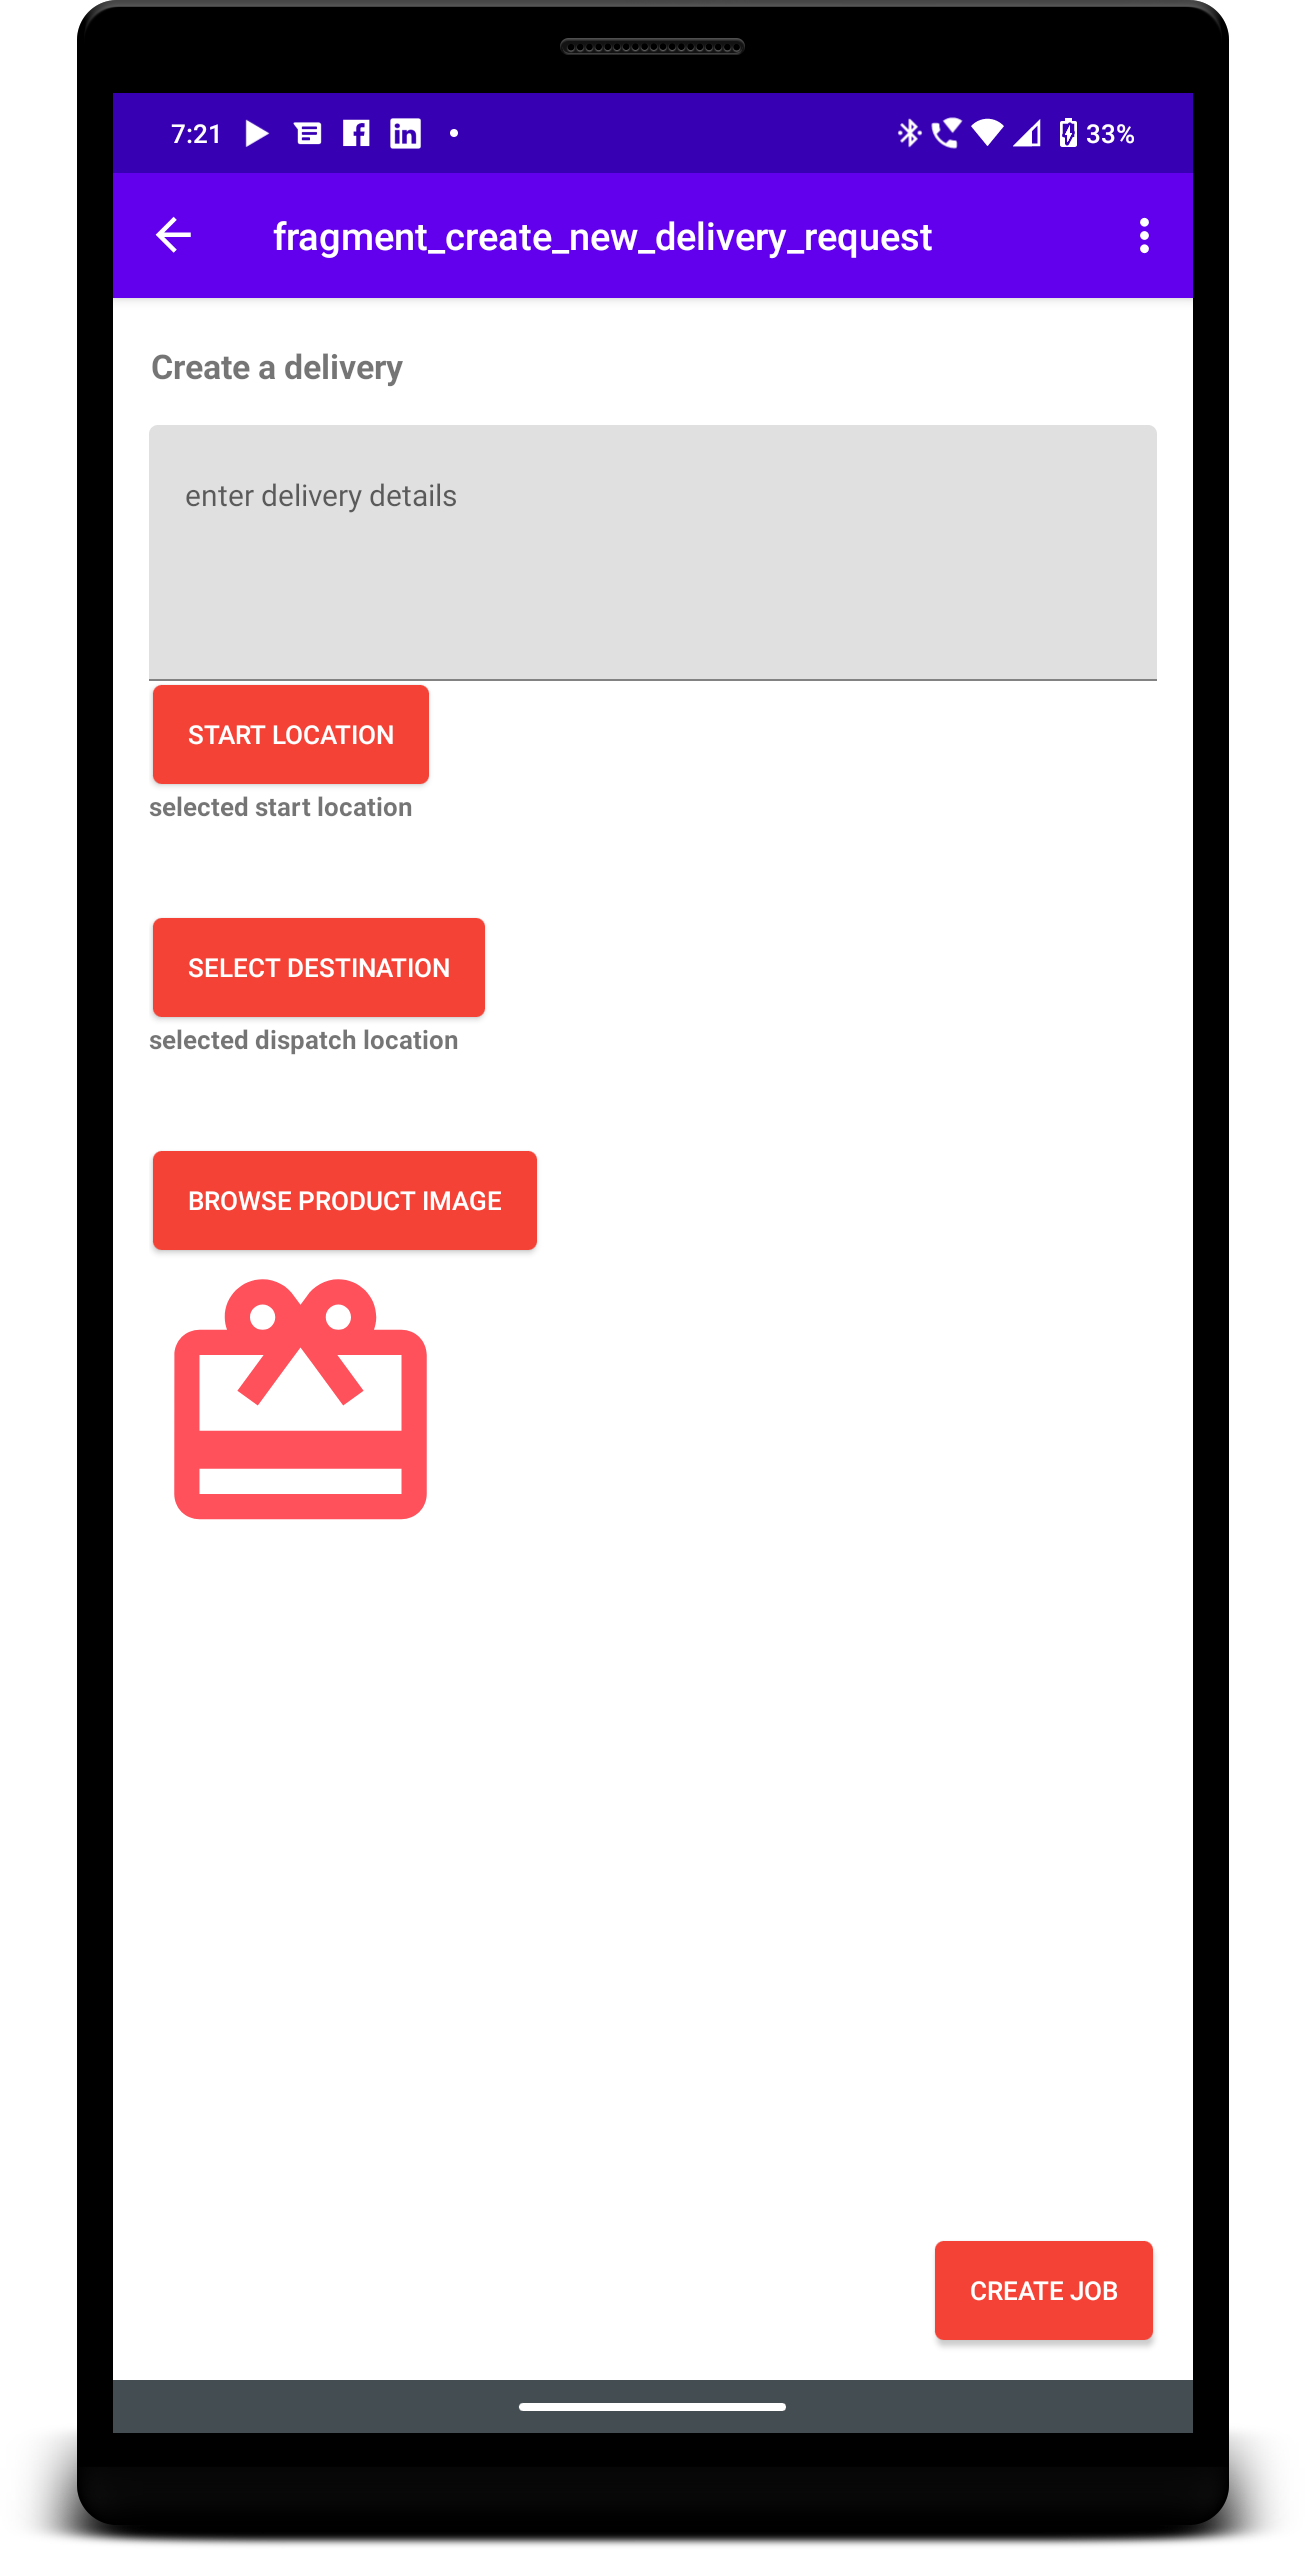 7:21 33%
fragment_create_new_delivery_request
Create a delivery
enter delivery details
START LOCATION
selected start location
SELECT DESTINATION
selected dispatch location
BROWSE PRODUCT IMAGE
CREATE JOB